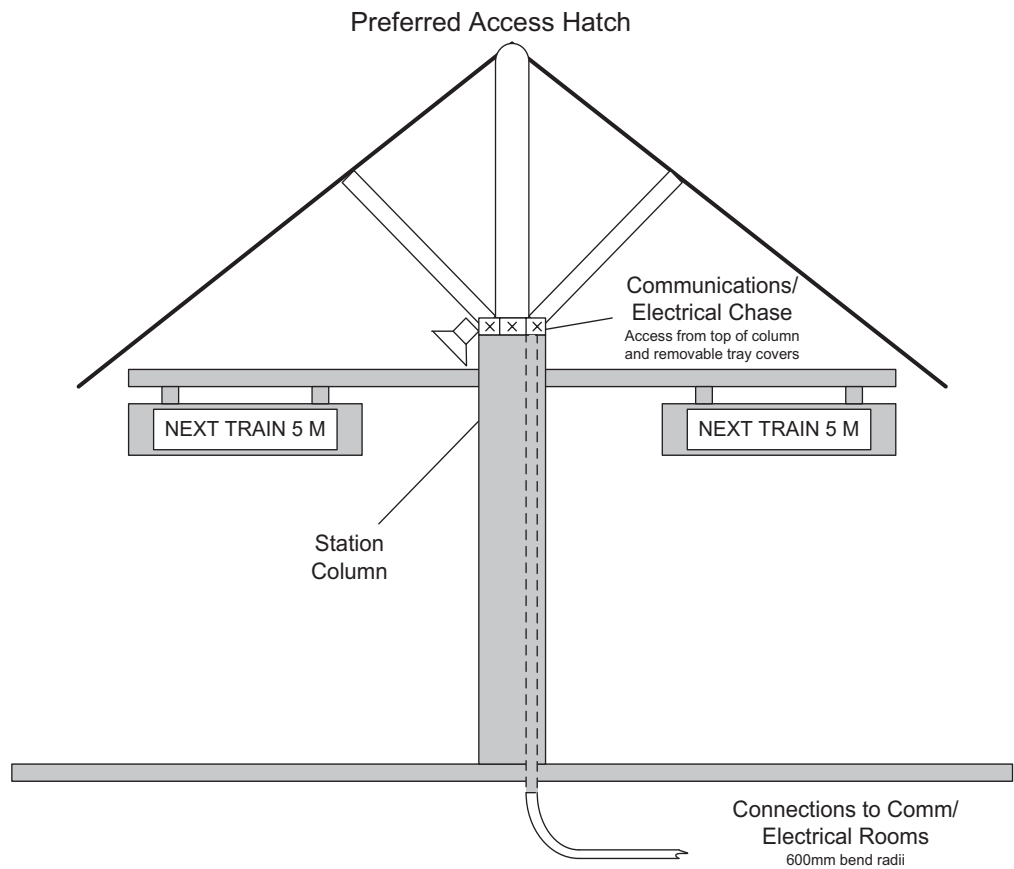 Preferred Access Hatch
Communications/
Electrical Chase
Access from top of column
and removable tray covers
NEXT TRAIN 5 M
NEXT TRAIN 5 M
Station
Column
Connections to Comm/
Electrical Rooms
600mm bend radii